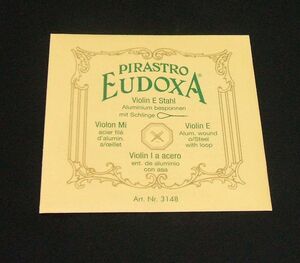 PIRASTRO
EUDOXA
Violin E Stahl
Aluminium besponnen
mit Schlinge
Violon Mi
acier filé
d'alumin.
s/œillet
Violin E
Alum. wound
o/Steel
with loop
Violin I a acero
ent. de aluminio
con asa
Art. Nr. 3148